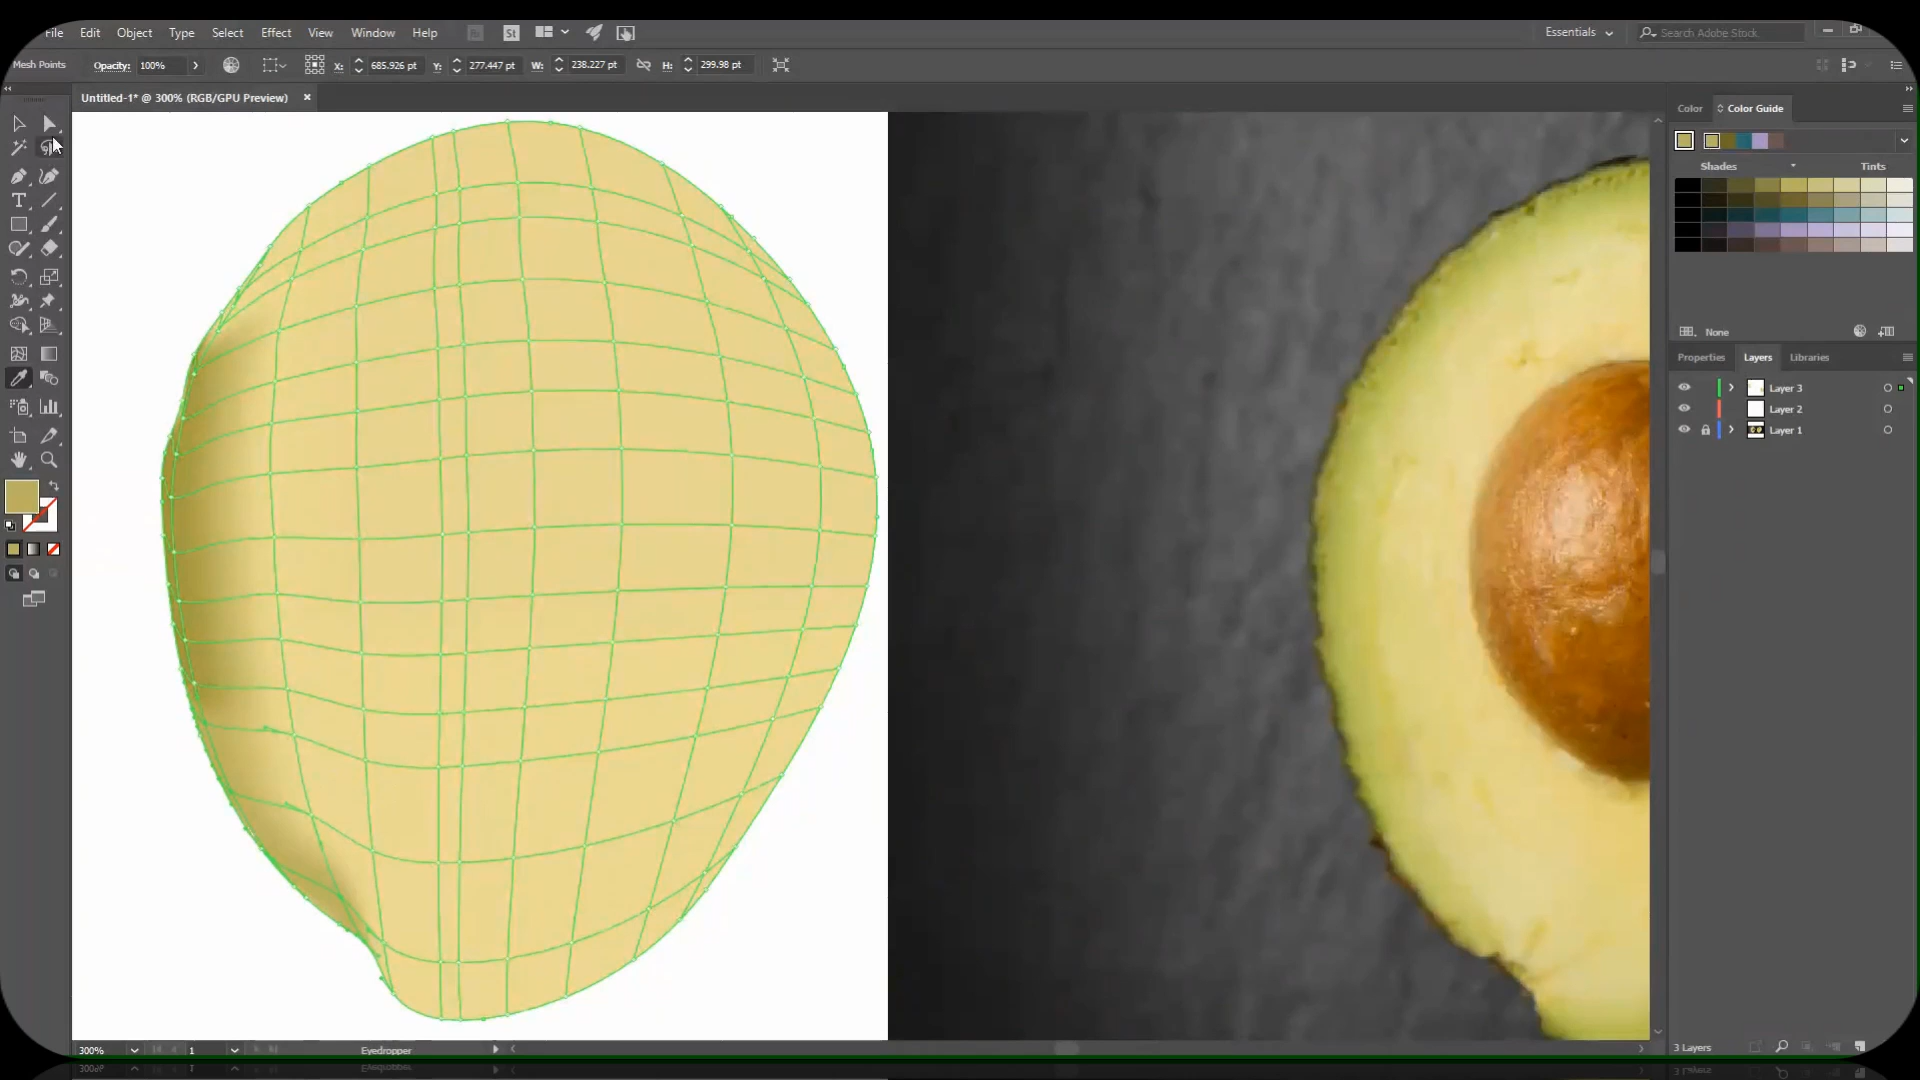 File Edit Object Type Select Effect View Window Help St Essentials Search Adobe Stock
Mesh Points Opacity: 100% X: 685.926 pt Y: 277.447 pt W: 238.227 pt H: 299.98 pt
Untitled-1* @ 300% (RGB/GPU Preview)
Color Color Guide
Shades Tints
None
Properties Layers Libraries
Layer 3
Layer 2
Layer 1
300% 1 Eyedropper
3 Layers